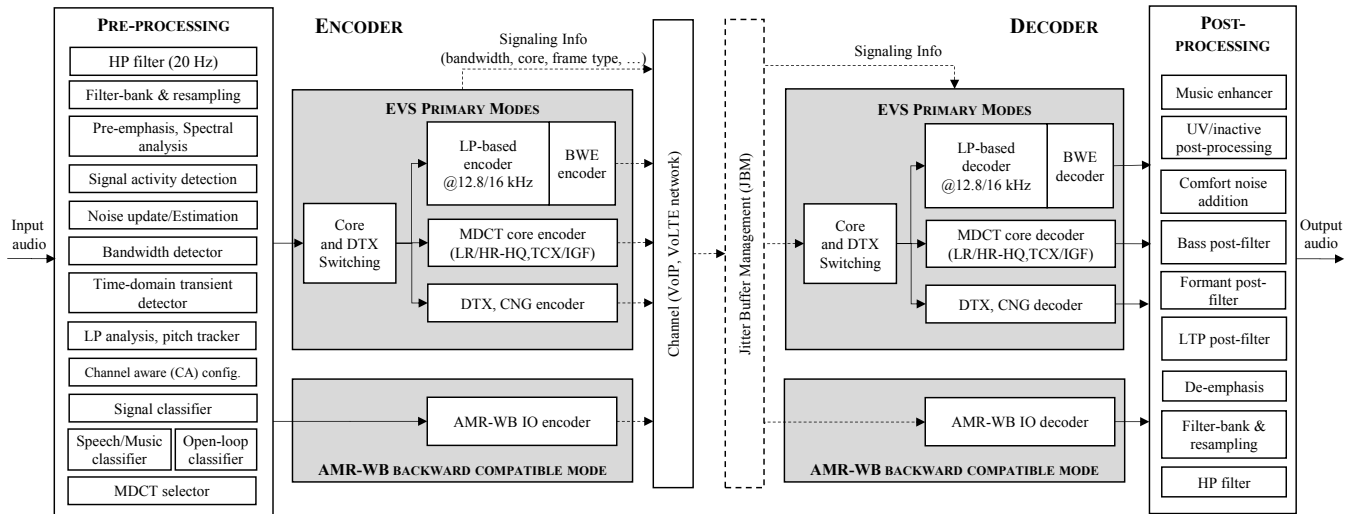 PRE-PROCESSING
HP filter (20 Hz)
Filter-bank & resampling
Pre-emphasis, Spectral
analysis
Signal activity detection
Noise update/Estimation
Bandwidth detector
Time-domain transient
detector
LP analysis, pitch tracker
Channel aware (CA) config.
Signal classifier
Speech/Music
classifier
Open-loop
classifier
MDCT selector
Input
audio
ENCODER
Signaling Info
(bandwidth, core, frame type, …)
EVS PRIMARY MODES
LP-based
encoder
@12.8/16 kHz
BWE
encoder
Core
and DTX
Switching
MDCT core encoder
(LR/HR-HQ,TCX/IGF)
DTX, CNG encoder
AMR-WB IO encoder
AMR-WB BACKWARD COMPATIBLE MODE
Channel (VoIP, VoLTE network)
Jitter Buffer Management (JBM)
DECODER
Signaling Info
EVS PRIMARY MODES
LP-based
decoder
@12.8/16 kHz
BWE
decoder
Core
and DTX
Switching
MDCT core decoder
(LR/HR-HQ,TCX/IGF)
DTX, CNG decoder
AMR-WB IO decoder
AMR-WB BACKWARD COMPATIBLE MODE
POST-
PROCESSING
Music enhancer
UV/inactive
post-processing
Comfort noise
addition
Bass post-filter
Formant post-
filter
LTP post-filter
De-emphasis
Filter-bank &
resampling
HP filter
Output
audio